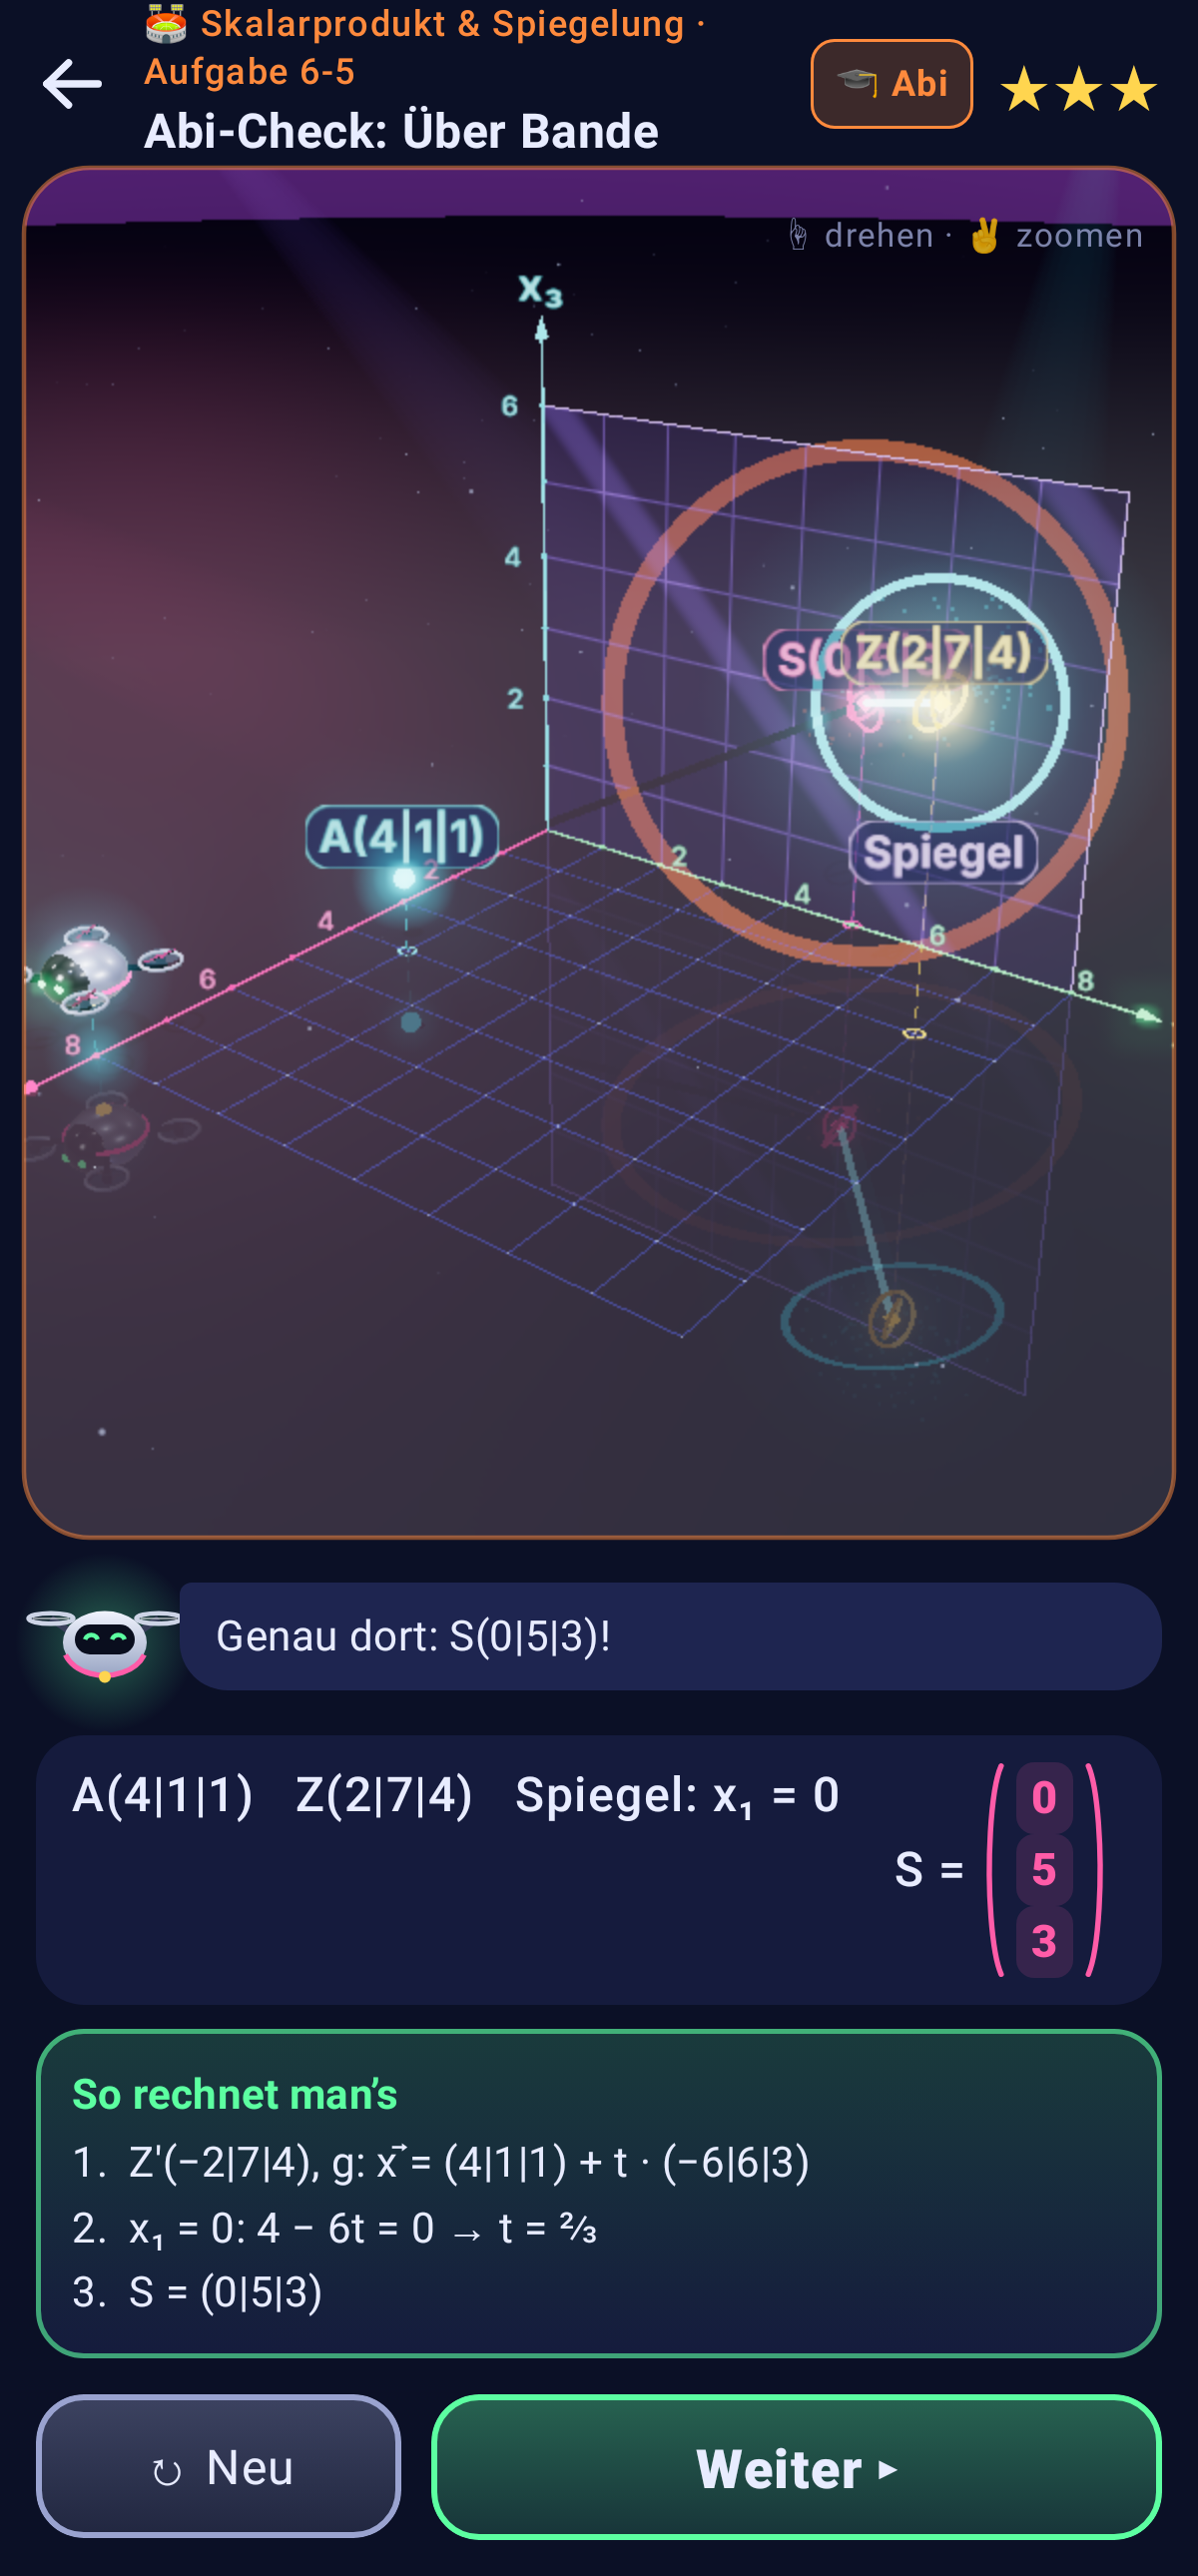 Skalarprodukt & Spiegelung ·
Aufgabe 6-5
Abi-Check: Über Bande
🎓 Abi
★★★
☝ drehen · ✌ zoomen
x₃
6
4
2
Z(2|7|4)
A(4|1|1)
Spiegel
2
4
6
8
2
4
6
8
Genau dort: S(0|5|3)!
A(4|1|1) Z(2|7|4) Spiegel: x₁ = 0
S =
0
5
3
So rechnet man’s
1. Z'(−2|7|4), g: x⃗ = (4|1|1) + t · (−6|6|3)
2. x₁ = 0: 4 − 6t = 0 → t = ⅔
3. S = (0|5|3)
↻ Neu
Weiter ▸